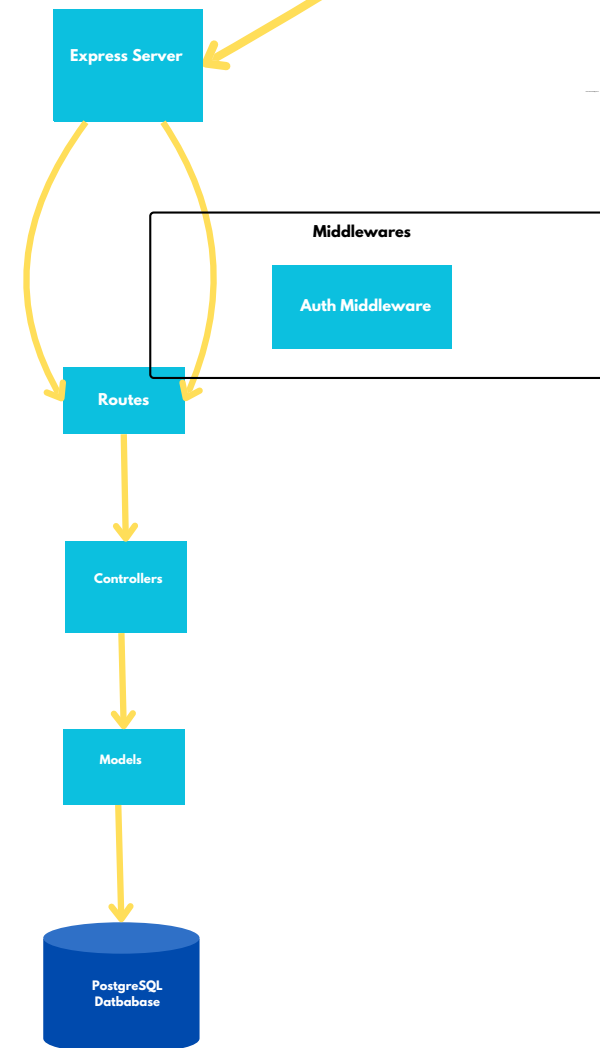 Express Server
Middlewares
Auth Middleware
Routes
Controllers
Models
PostgreSQL
Datbabase